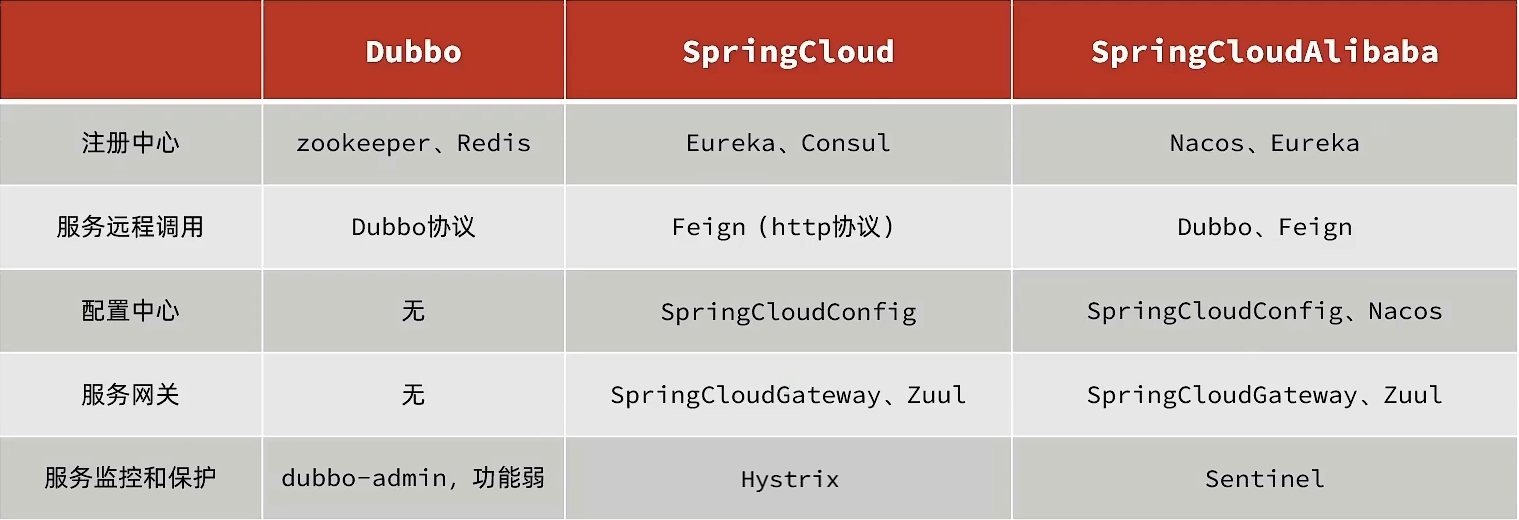 Dubbo SpringCloud SpringCloudAlibaba
注册中心 zookeeper、Redis Eureka、Consul Nacos、Eureka
服务远程调用 Dubbo协议 Feign（http协议） Dubbo、Feign
配置中心 无 SpringCloudConfig SpringCloudConfig、Nacos
服务网关 无 SpringCloudGateway、Zuul SpringCloudGateway、Zuul
服务监控和保护 dubbo-admin，功能弱 Hystrix Sentinel